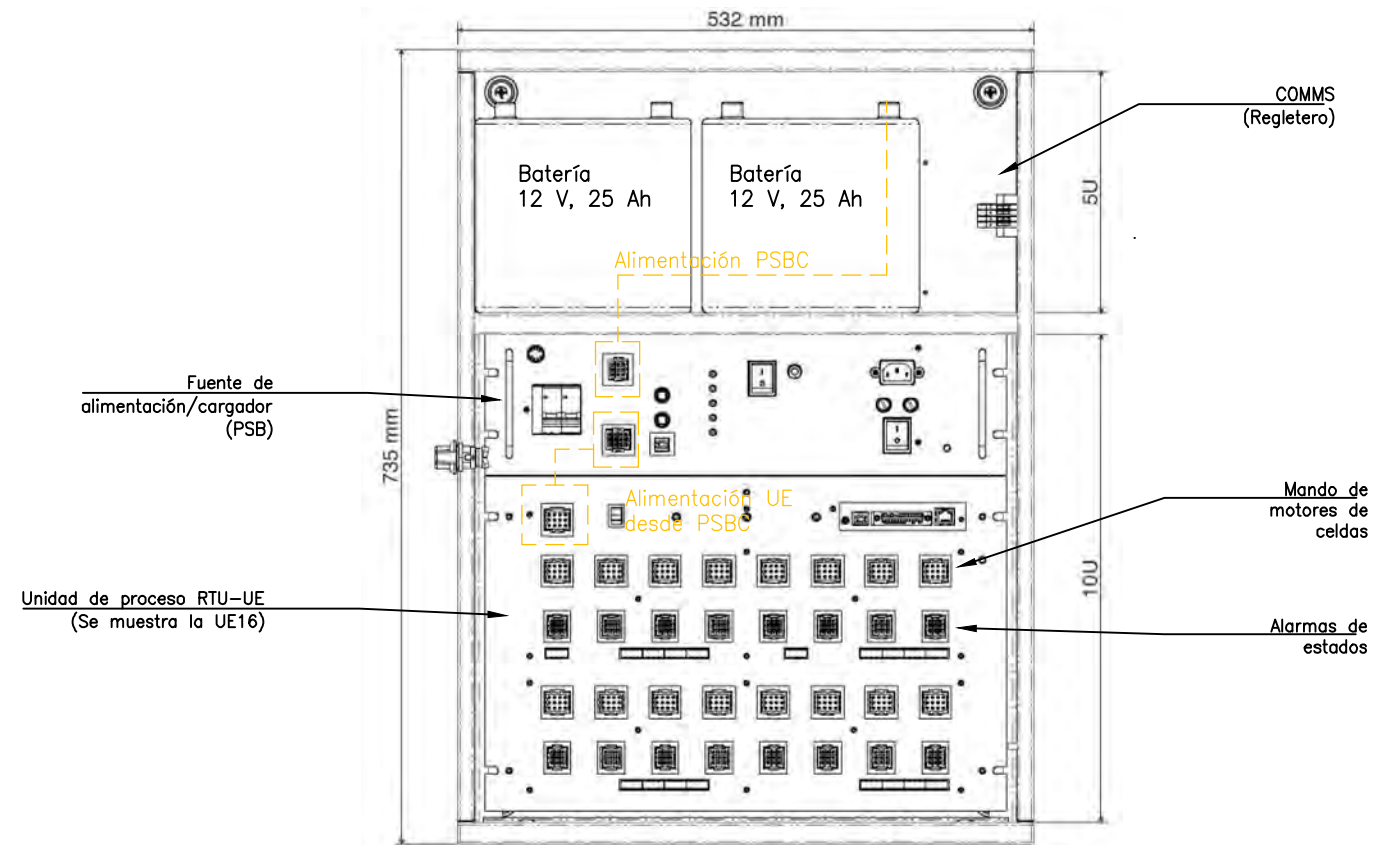 532 mm
COMMS
(Regletero)
Batería
12 V, 25 Ah
Batería
12 V, 25 Ah
5U
Alimentación PSBC
Fuente de
alimentación/cargador
(PSB)
735 mm
Alimentación UE
desde PSBC
Mando de
motores de
celdas
10U
Unidad de proceso RTU-UE
(Se muestra la UE16)
Alarmas de
estados